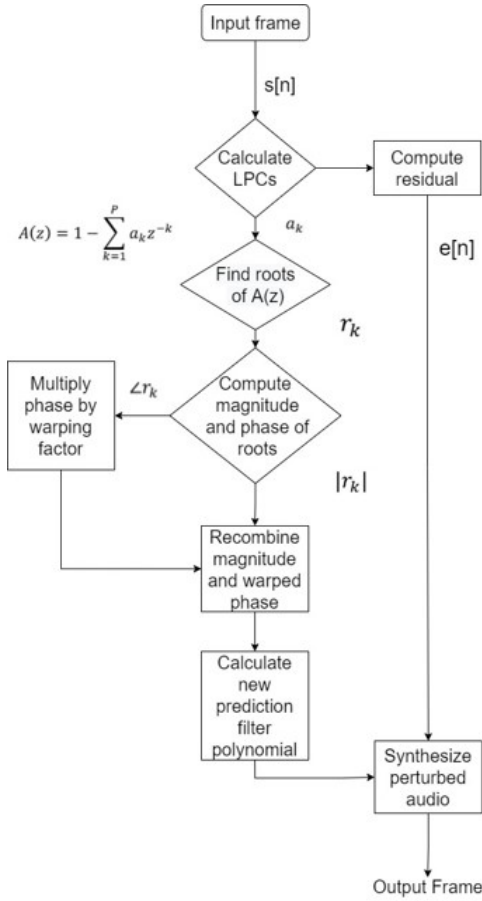 Input frame
s[n]
Calculate
LPCs
Compute
residual
A(z) = 1 − \sum_{k=1}^{P} a_k z^{-k}
a_k
e[n]
Find roots
of A(z)
r_k
Multiply
phase by
warping
factor
∠r_k
Compute
magnitude
and phase of
roots
|r_k|
Recombine
magnitude
and warped
phase
Calculate
new
prediction
filter
polynomial
Synthesize
perturbed
audio
Output Frame